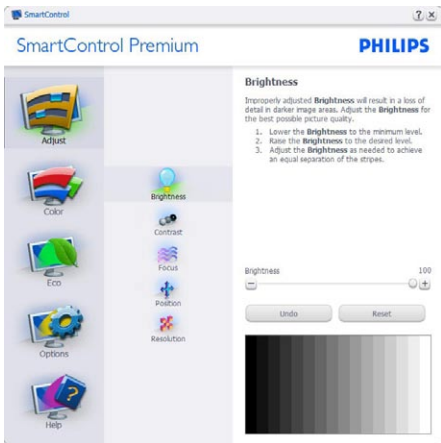 SmartControl
? x
SmartControl Premium
PHILIPS
Adjust
Color
Eco
Options
Help
Brightness
Contrast
Focus
Position
Resolution
Brightness
Improperly adjusted Brightness will result in a loss of
detail in darker image areas. Adjust the Brightness for
the best possible picture quality.
1. Lower the Brightness to the minimum level.
2. Raise the Brightness to the desired level.
3. Adjust the Brightness as needed to achieve
an equal separation of the stripes.
Brightness 100
Undo Reset
?